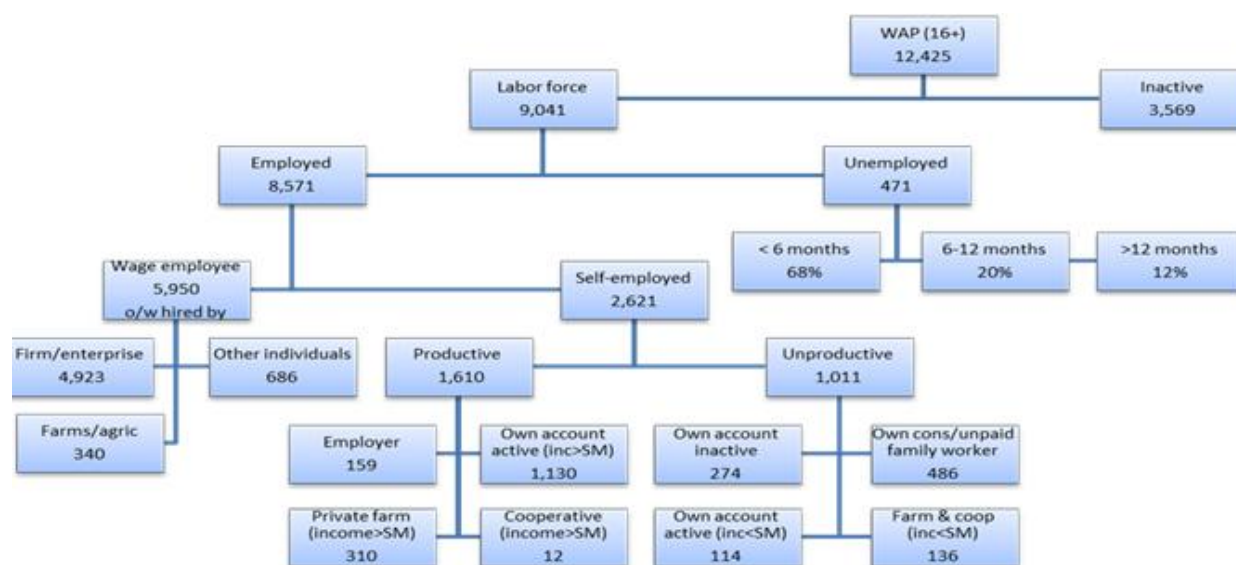 WAP (16+)
12,425
Labor force
9,041
Inactive
3,569
Employed
8,571
Unemployed
471
< 6 months
68%
6-12 months
20%
>12 months
12%
Wage employee
5,950
o/w hired by
Self-employed
2,621
Firm/enterprise
4,923
Other individuals
686
Productive
1,610
Unproductive
1,011
Farms/agric
340
Employer
159
Own account
active (inc>SM)
1,130
Own account
inactive
274
Own cons/unpaid
family worker
486
Private farm
(income>SM)
310
Cooperative
(income>SM)
12
Own account
active (inc<SM)
114
Farm & coop
(inc<SM)
136